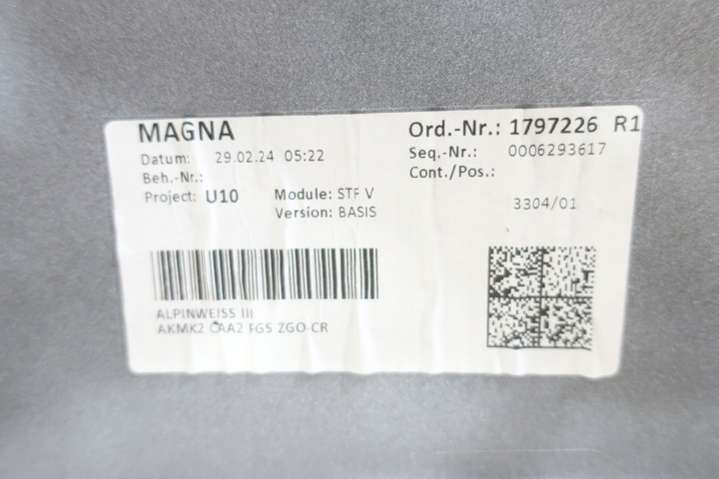 MAGNA
Ord.-Nr.: 1797226 R1
Datum: 29.02.24 05:22
Seq.-Nr.: 0006293617
Beh.-Nr.:
Cont./Pos.:
Project: U10
Module: STF V
3304/01
Version: BASIS
ALPINWEISS III
AKMK2 CAA2 FGS ZGO-CR